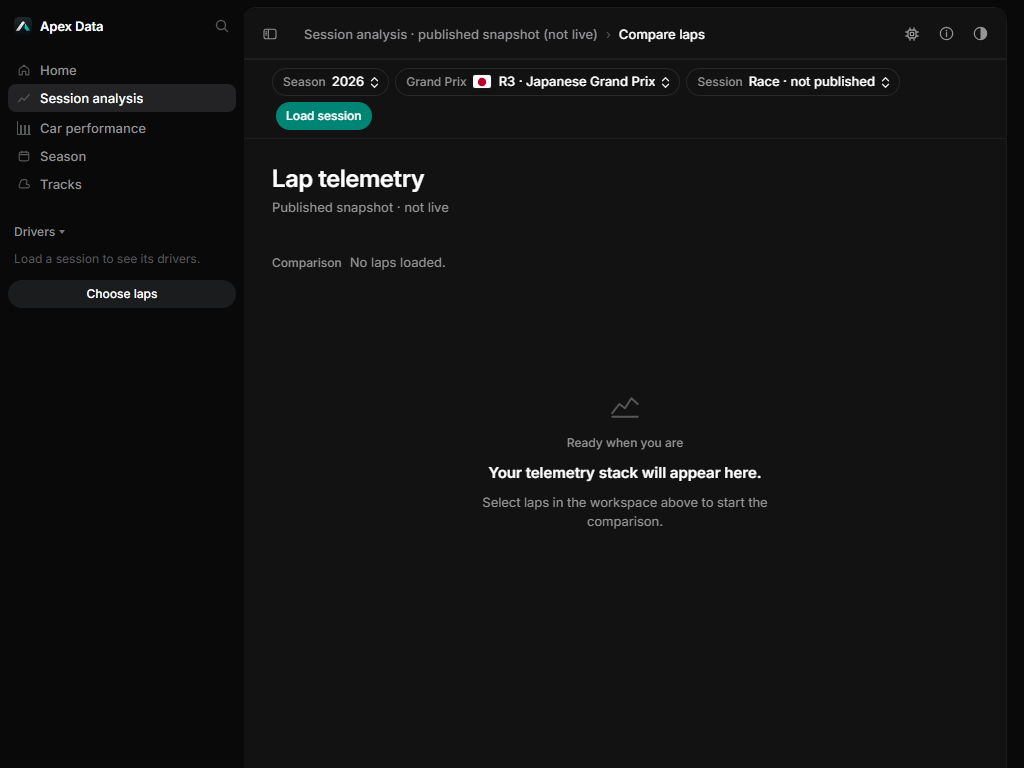 Apex Data
Home
Session analysis
Car performance
Season
Tracks
Drivers
Load a session to see its drivers.
Choose laps
Session analysis · published snapshot (not live) › Compare laps
Season 2026
Grand Prix R3 · Japanese Grand Prix
Session Race · not published
Load session
Lap telemetry
Published snapshot · not live
Comparison No laps loaded.
Ready when you are
Your telemetry stack will appear here.
Select laps in the workspace above to start the
comparison.